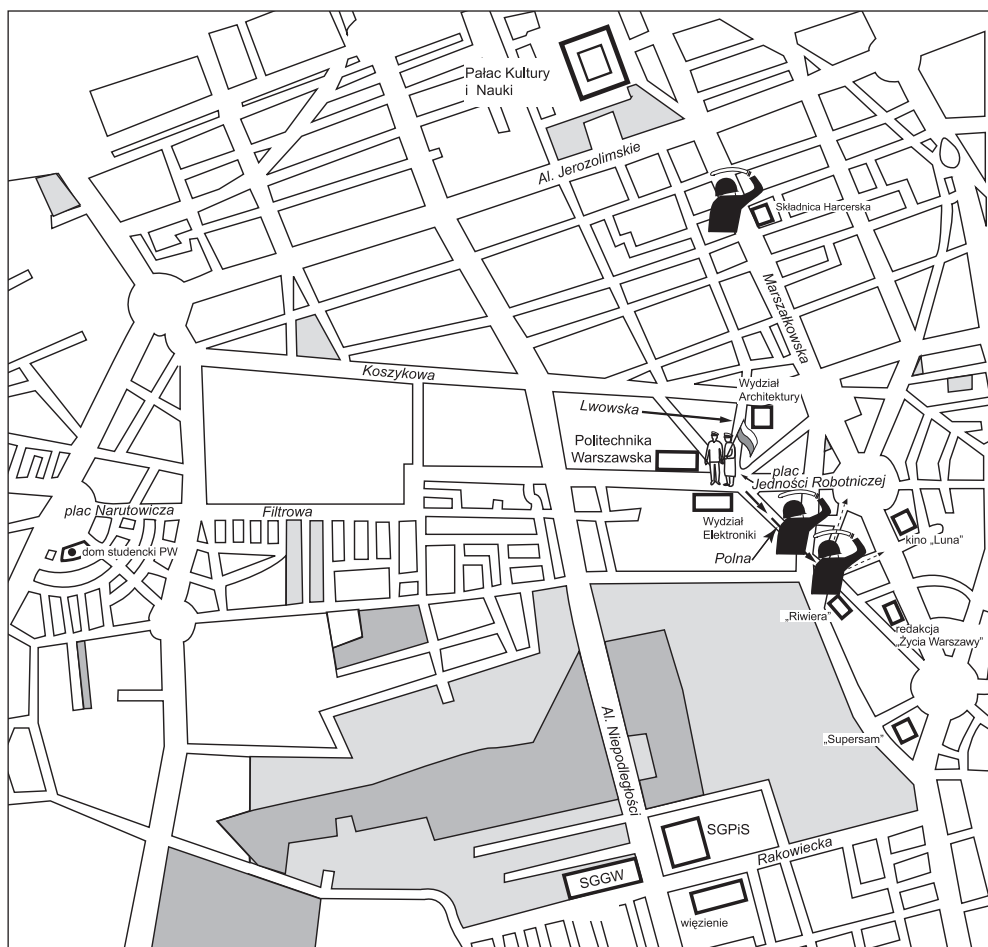 Pałac Kultury
i Nauki
Al. Jerozolimskie
Składnica Harcerska
Marszałkowska
Koszykowa
Wydział
Architektury
Lwowska
Politechnika
Warszawska
plac
Jedności Robotniczej
plac Narutowicza
Filtrowa
Wydział
Elektroniki
dom studencki PW
kino „Luna”
Polna
„Riwiera”
redakcja
„Życia Warszawy”
Al. Niepodległości
„Supersam”
SGPiS
Rakowiecka
SGGW
więzienie